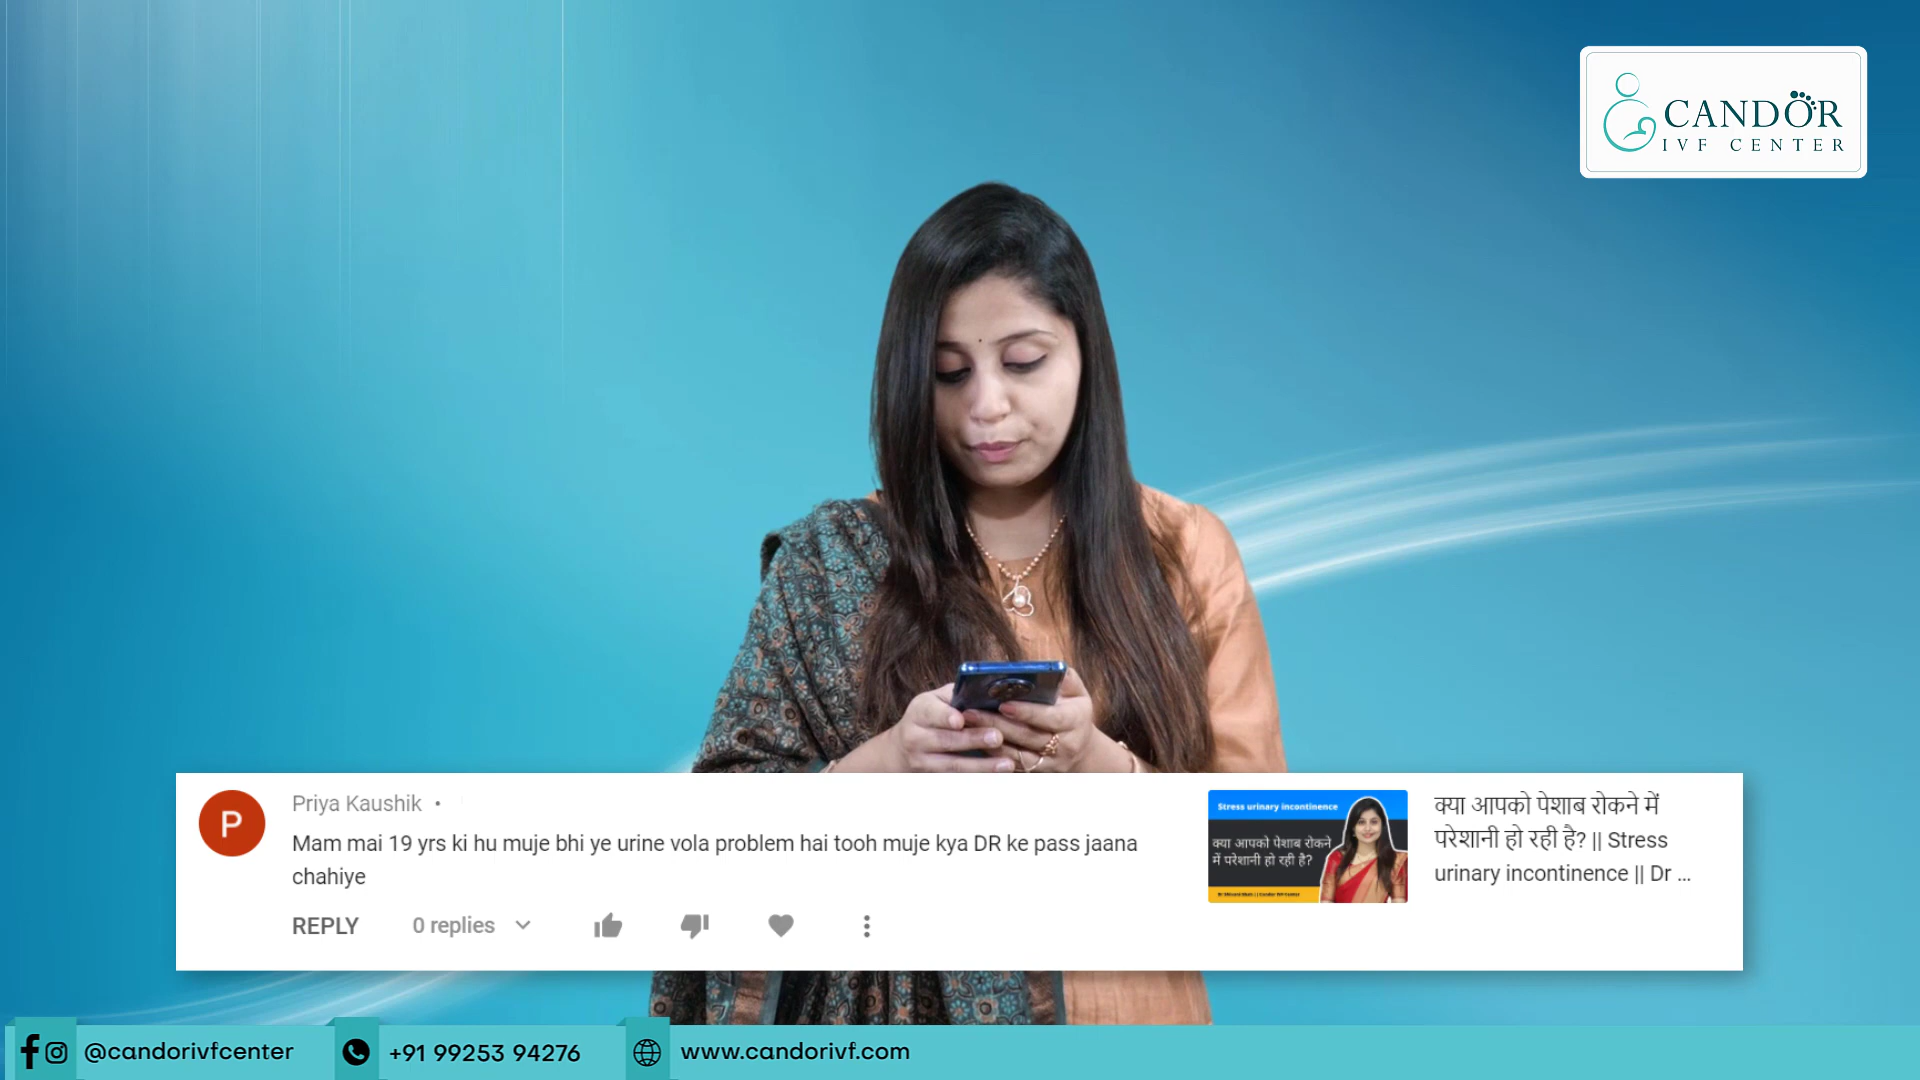 CANDOR
IVF CENTER
Priya Kaushik •
Mam mai 19 yrs ki hu muje bhi ye urine vola problem hai tooh muje kya DR ke pass jaana
chahiye
REPLY 0 replies
P
Stress urinary incontinence
क्या आपको पेशाब रोकने
में परेशानी हो रही है?
क्या आपको पेशाब रोकने में
परेशानी हो रही है? || Stress
urinary incontinence || Dr ...
@candorivfcenter +91 99253 94276 www.candorivf.com